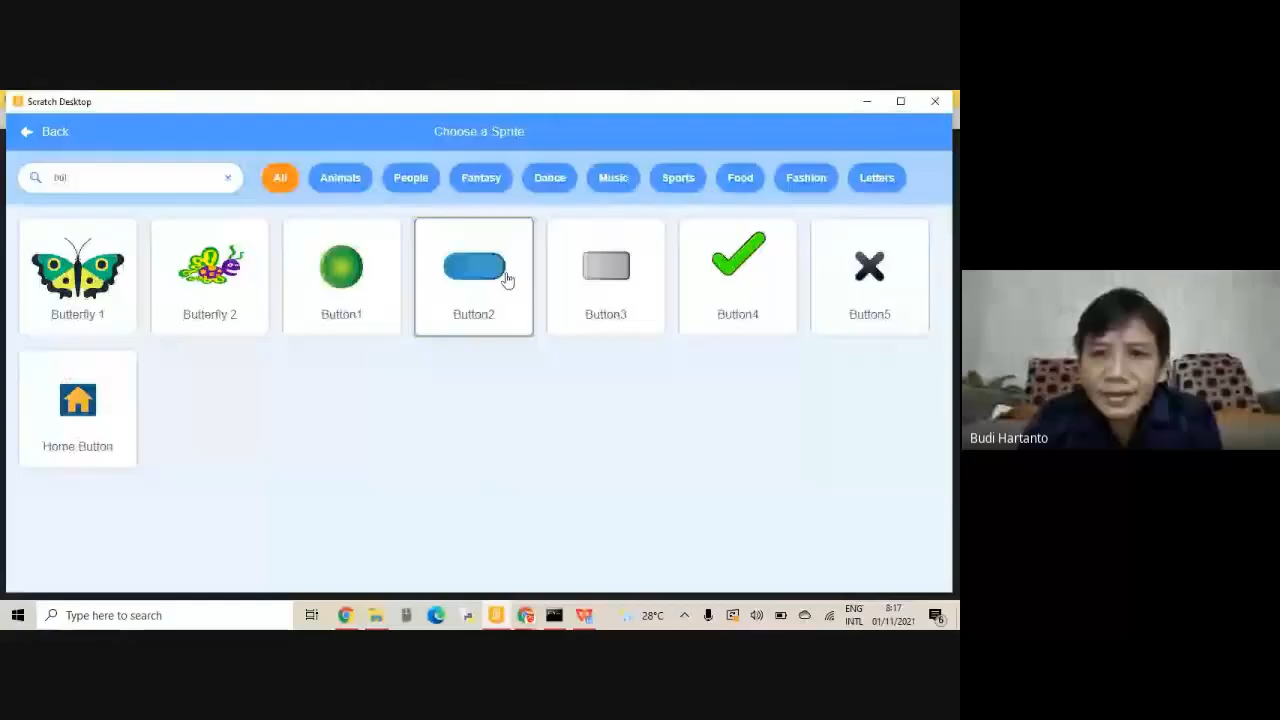 Scratch Desktop
Back
Choose a Sprite
but
All
Animals
People
Fantasy
Dance
Music
Sports
Food
Fashion
Letters
Butterfly 1
Butterfly 2
Button1
Button2
Button3
Button4
Button5
Home Button
Budi Hartanto
Type here to search
28°C
ENG
INTL
8:17
01/11/2021
6